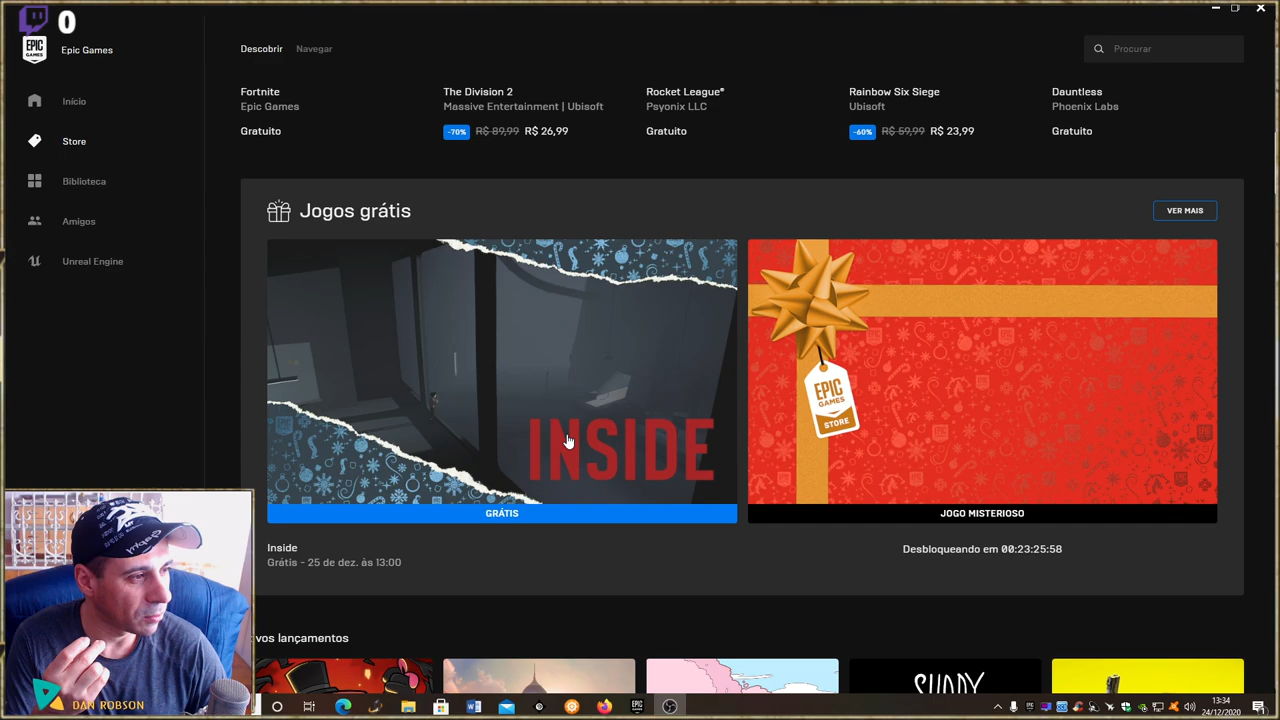 0
EPIC
GAMES
Epic Games
Descobrir
Navegar
Procurar
Início
Store
Biblioteca
Amigos
Unreal Engine
Fortnite
Epic Games
Gratuito
The Division 2
Massive Entertainment | Ubisoft
-70% R$ 89,99 R$ 26,99
Rocket League®
Psyonix LLC
Gratuito
Rainbow Six Siege
Ubisoft
-60% R$ 59,99 R$ 23,99
Dauntless
Phoenix Labs
Gratuito
Jogos grátis
VER MAIS
INSIDE
GRÁTIS
EPIC
GAMES
STORE
JOGO MISTERIOSO
Inside
Grátis - 25 de dez. às 13:00
Desbloqueando em 00:23:25:58
vos lançamentos
DAN ROBSON
13:34
24/12/2020